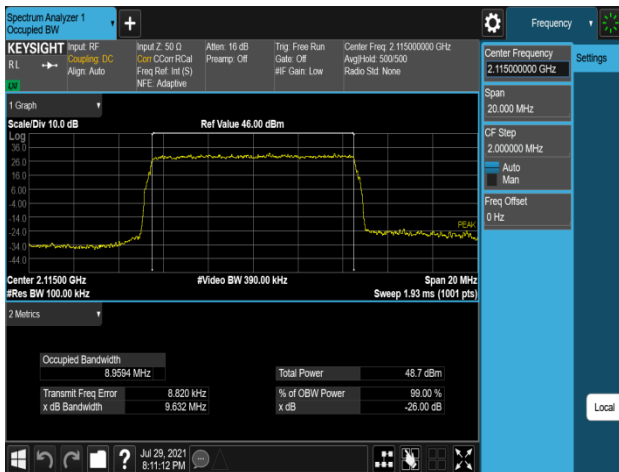 Spectrum Analyzer 1
Occupied BW
Frequency
KEYSIGHT
Input: RF
Coupling: DC
Align: Auto
Input Z: 50 Ω
Corr CCorr RCal
Freq Ref: Int (S)
NFE: Adaptive
Atten: 16 dB
Preamp: Off
Trig: Free Run
Gate: Off
#IF Gain: Low
Center Freq: 2.115000000 GHz
Avg|Hold: 500/500
Radio Std: None
R L
LXI
Center Frequency
2.115000000 GHz
Settings
Span
20.000 MHz
CF Step
2.000000 MHz
Auto
Man
Freq Offset
0 Hz
Local
1 Graph
Scale/Div 10.0 dB
Ref Value 46.00 dBm
Log
36.0
26.0
16.0
6.00
-4.00
-14.0
-24.0
-34.0
-44.0
PEAK
Center 2.11500 GHz
#Video BW 390.00 kHz
Span 20 MHz
#Res BW 100.00 kHz
Sweep 1.93 ms (1001 pts)
2 Metrics
Occupied Bandwidth
8.9594 MHz
Total Power 48.7 dBm
Transmit Freq Error 8.820 kHz
% of OBW Power 99.00 %
x dB Bandwidth 9.632 MHz
x dB -26.00 dB
?
Jul 29, 2021
8:11:12 PM